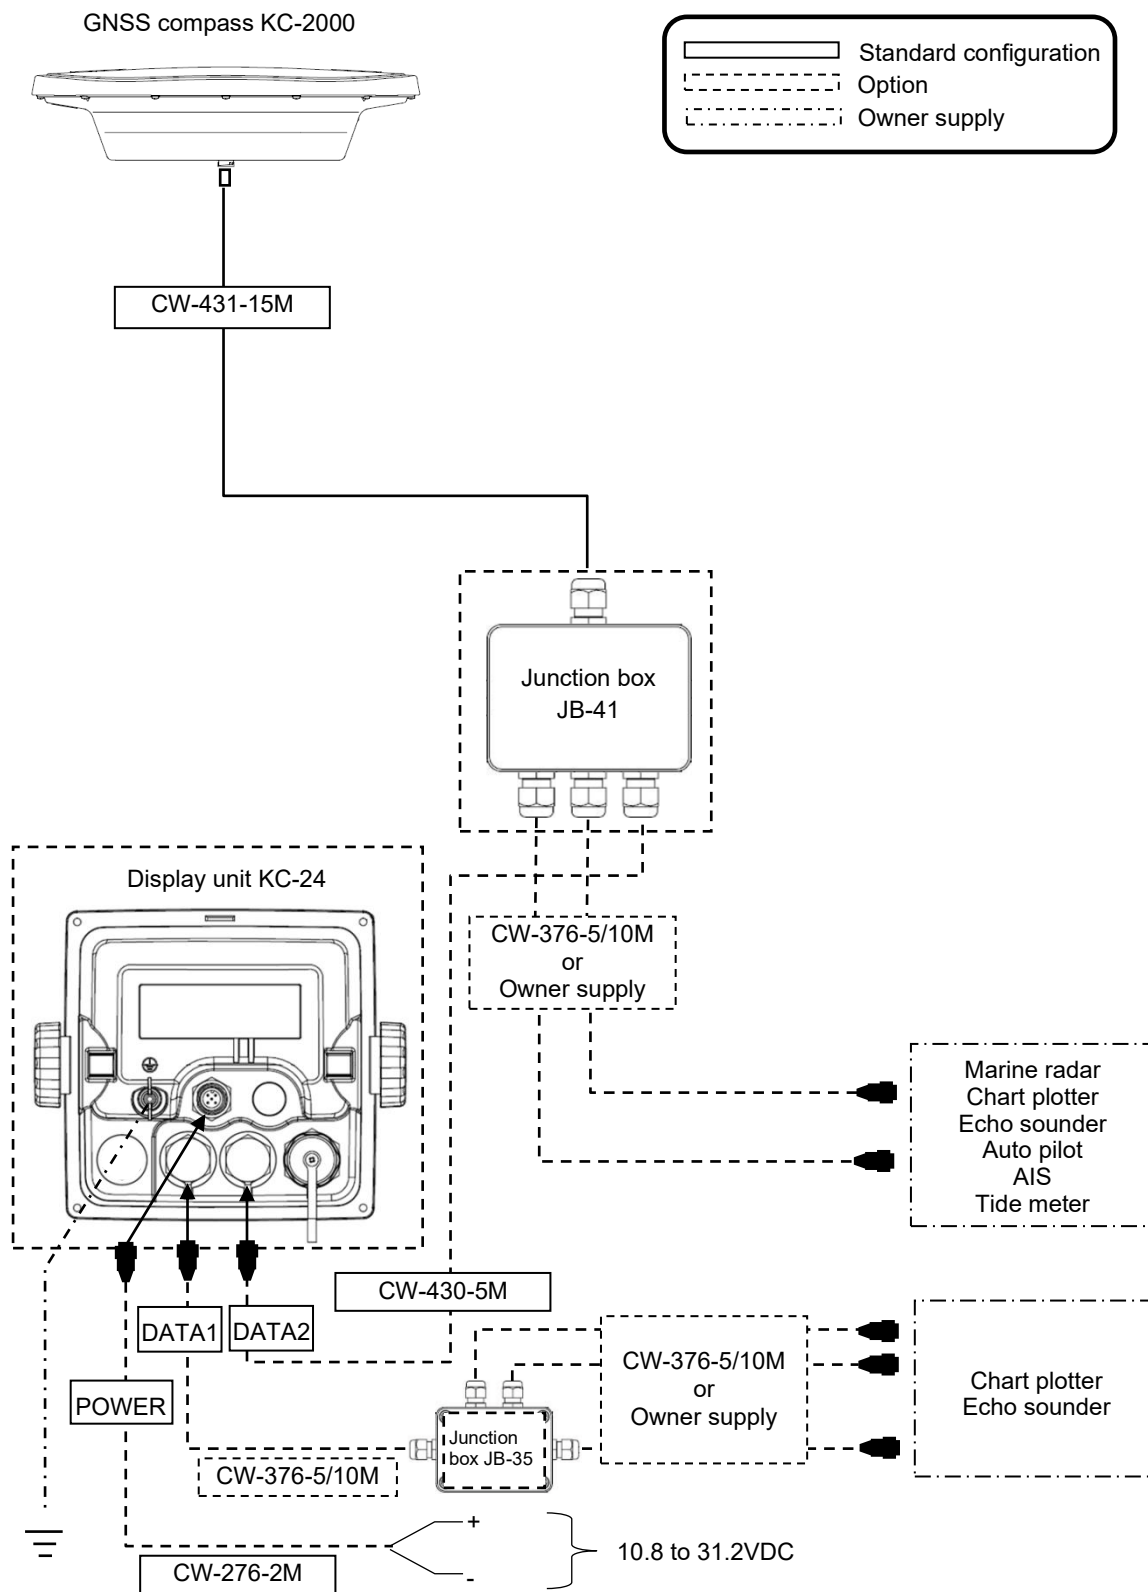 GNSS compass KC-2000
Standard configuration
Option
Owner supply
CW-431-15M
Junction box
JB-41
Display unit KC-24
CW-376-5/10M
or
Owner supply
Marine radar
Chart plotter
Echo sounder
Auto pilot
AIS
Tide meter
CW-430-5M
DATA1
DATA2
POWER
CW-376-5/10M
or
Owner supply
Chart plotter
Echo sounder
Junction
box JB-35
CW-376-5/10M
+
-
10.8 to 31.2VDC
CW-276-2M